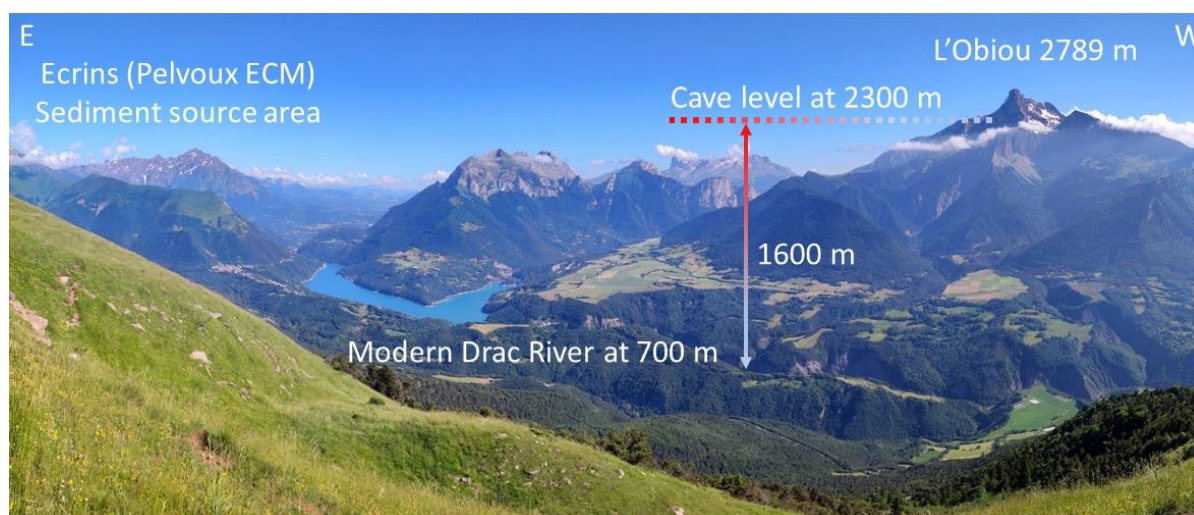 E
W
L’Obiou 2789 m
Ecrins (Pelvoux ECM)
Sediment source area
Cave level at 2300 m
1600 m
Modern Drac River at 700 m